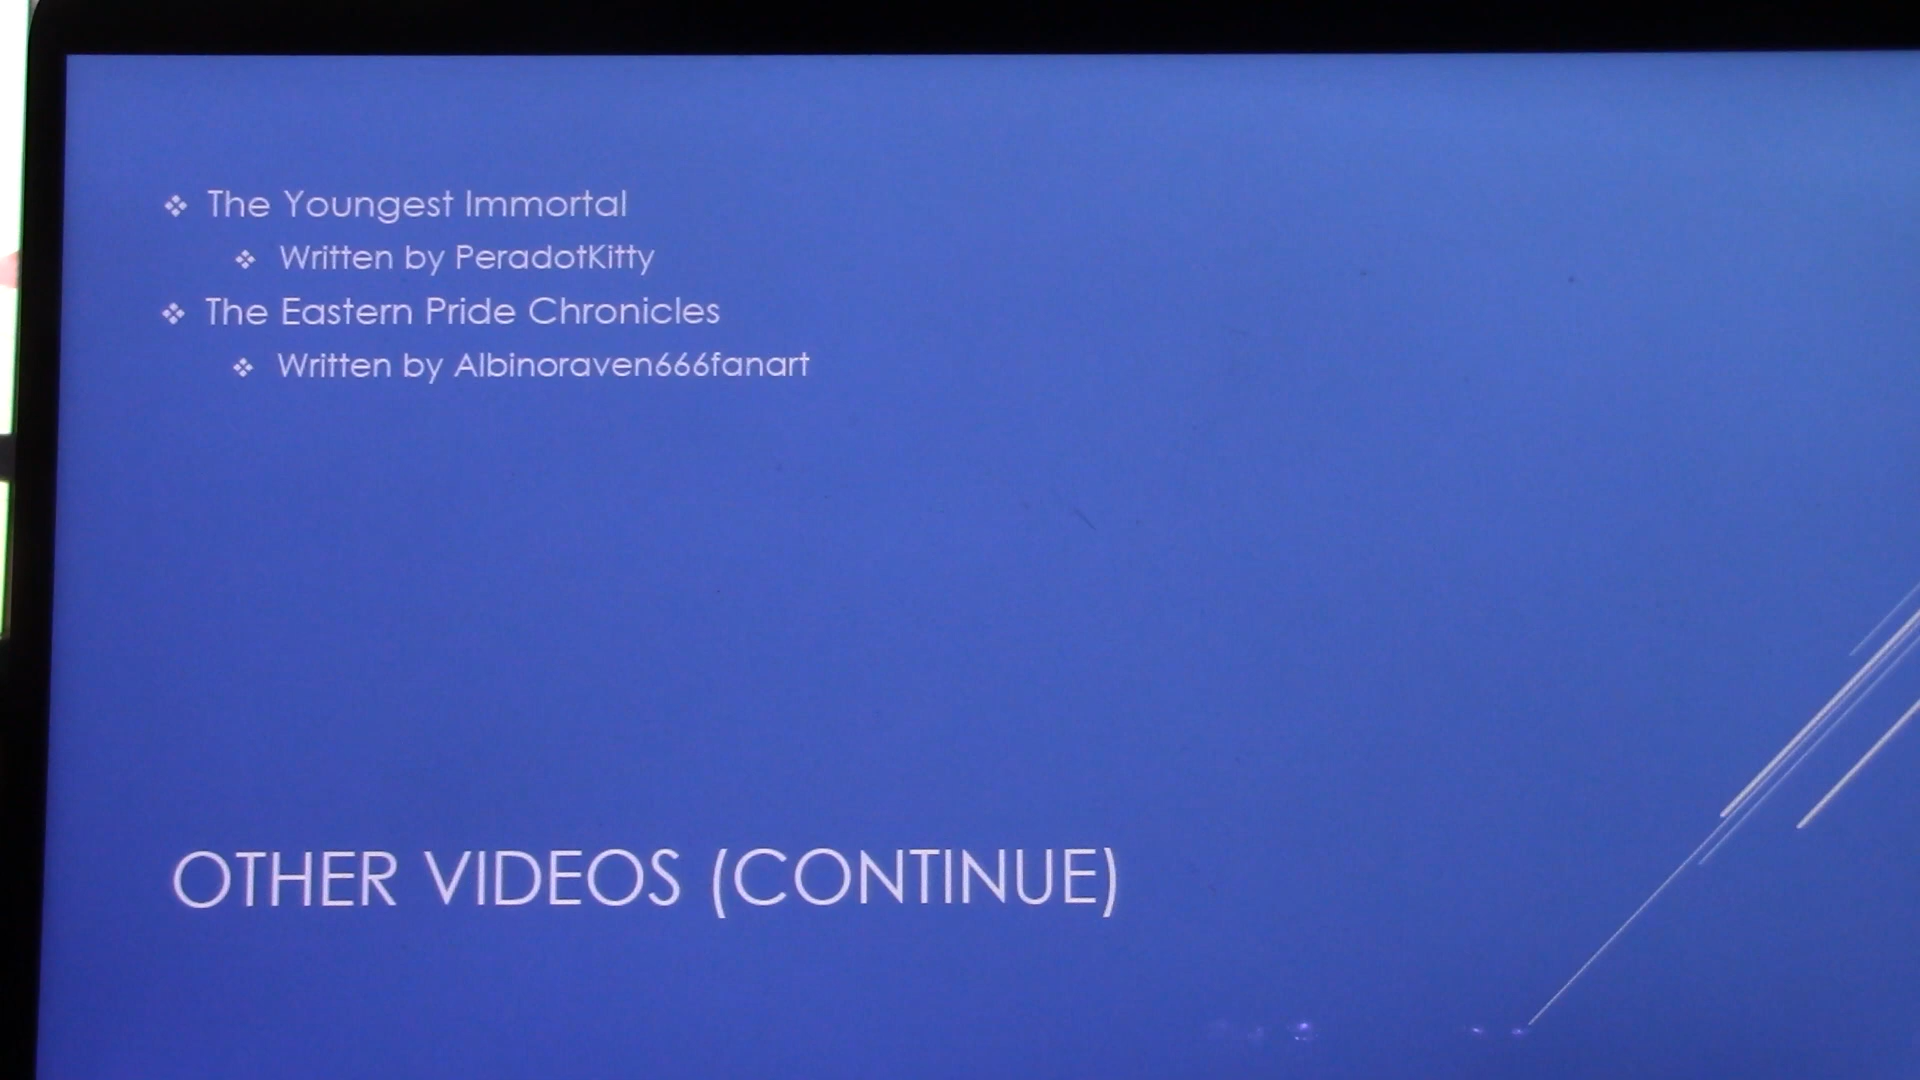 The Youngest Immortal
Written by PeradotKitty
The Eastern Pride Chronicles
Written by Albinoraven666fanart
OTHER VIDEOS (CONTINUE)